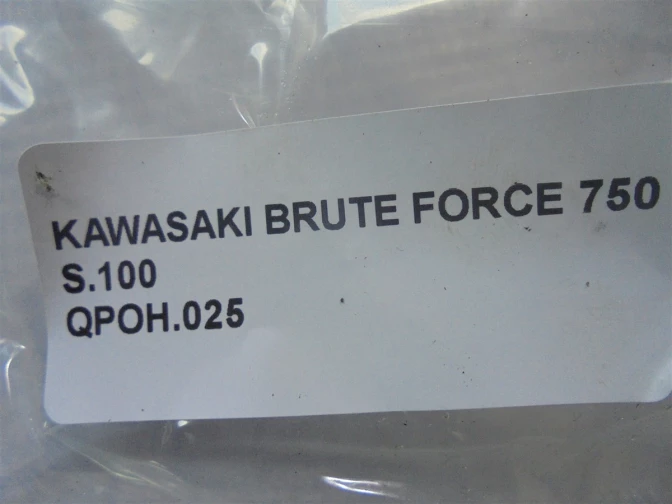 KAWASAKI BRUTE FORCE 750
S.100
QPOH.025